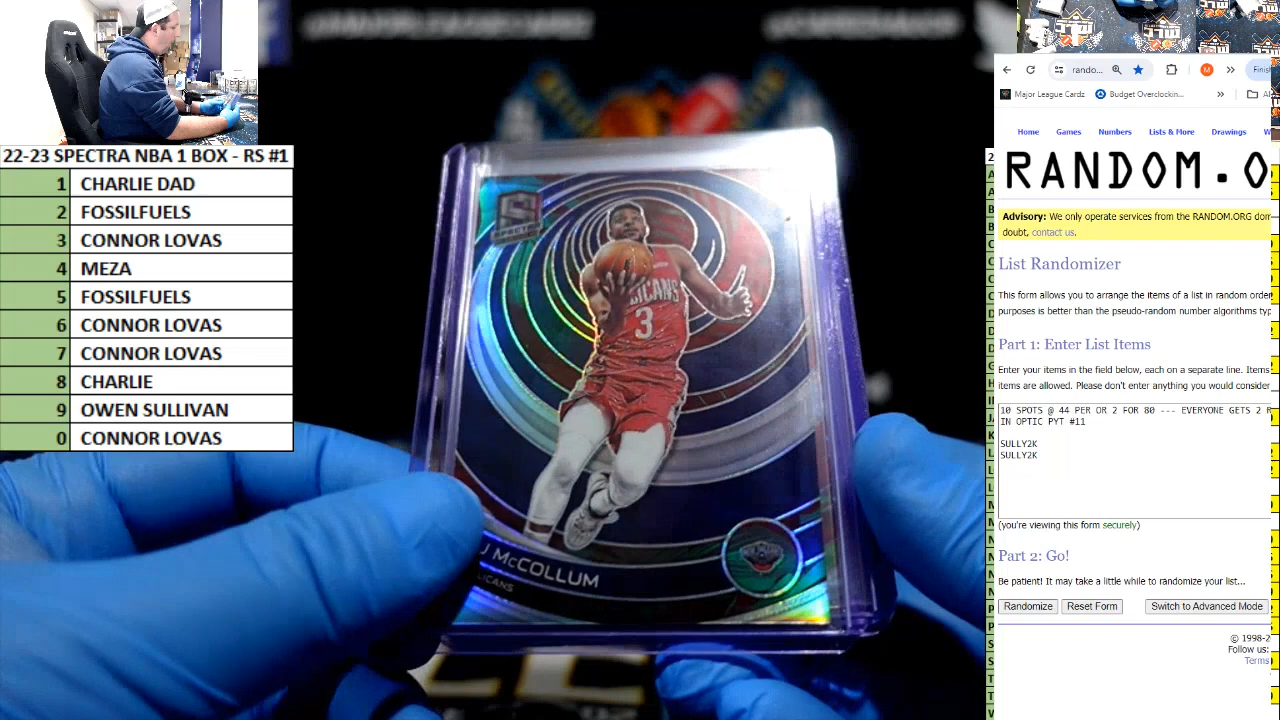 22-23 SPECTRA NBA 1 BOX - RS #1
1 CHARLIE DAD
2 FOSSILFUELS
3 CONNOR LOVAS
4 MEZA
5 FOSSILFUELS
6 CONNOR LOVAS
7 CONNOR LOVAS
8 CHARLIE
9 OWEN SULLIVAN
0 CONNOR LOVAS
SPECTRA
ICANS
3
J McCOLLUM
LICANS
rando...
M
Finish
Major League Cardz
Budget Overclockin...
Home Games Numbers Lists & More Drawings W
RANDOM.O
Advisory: We only operate services from the RANDOM.ORG dom
doubt, contact us.
List Randomizer
This form allows you to arrange the items of a list in random order
purposes is better than the pseudo-random number algorithms typ
Part 1: Enter List Items
Enter your items in the field below, each on a separate line. Items
items are allowed. Please don't enter anything you would consider
10 SPOTS @ 44 PER OR 2 FOR 80 --- EVERYONE GETS 2 R
IN OPTIC PYT #11
SULLY2K
SULLY2K
(you're viewing this form securely)
Part 2: Go!
Be patient! It may take a little while to randomize your list...
Randomize Reset Form Switch to Advanced Mode
© 1998-2
Follow us:
Terms